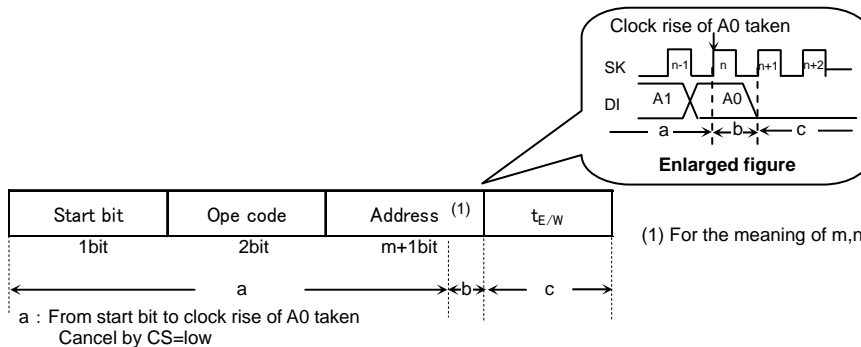 Clock rise of A0 taken
SK n-1 n n+1 n+2
DI A1 A0
a b c
Enlarged figure
Start bit Ope code Address (1) tE/W
1bit 2bit m+1bit
(1) For the meaning of m,n
a b c
a : From start bit to clock rise of A0 taken
Cancel by CS=low